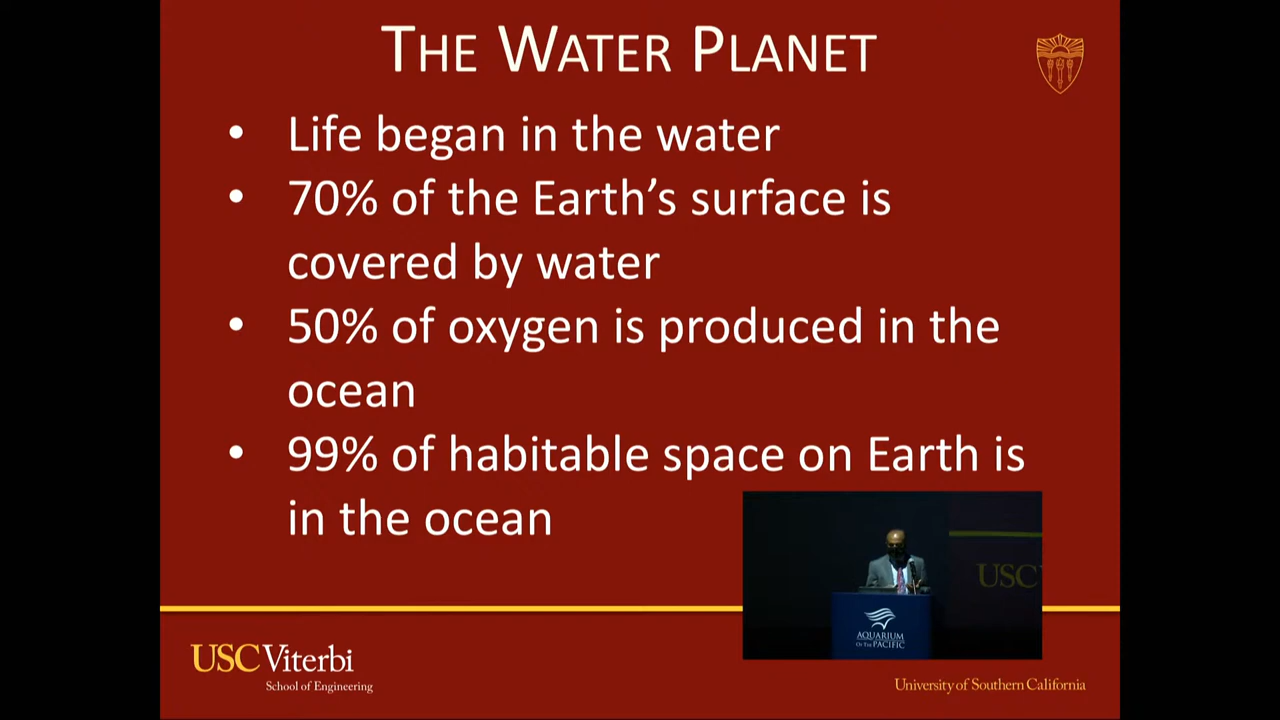 THE WATER PLANET
• Life began in the water
• 70% of the Earth’s surface is
covered by water
• 50% of oxygen is produced in the
ocean
• 99% of habitable space on Earth is
in the ocean
USC
AQUARIUM
OF THE PACIFIC
USC Viterbi
School of Engineering
University of Southern California